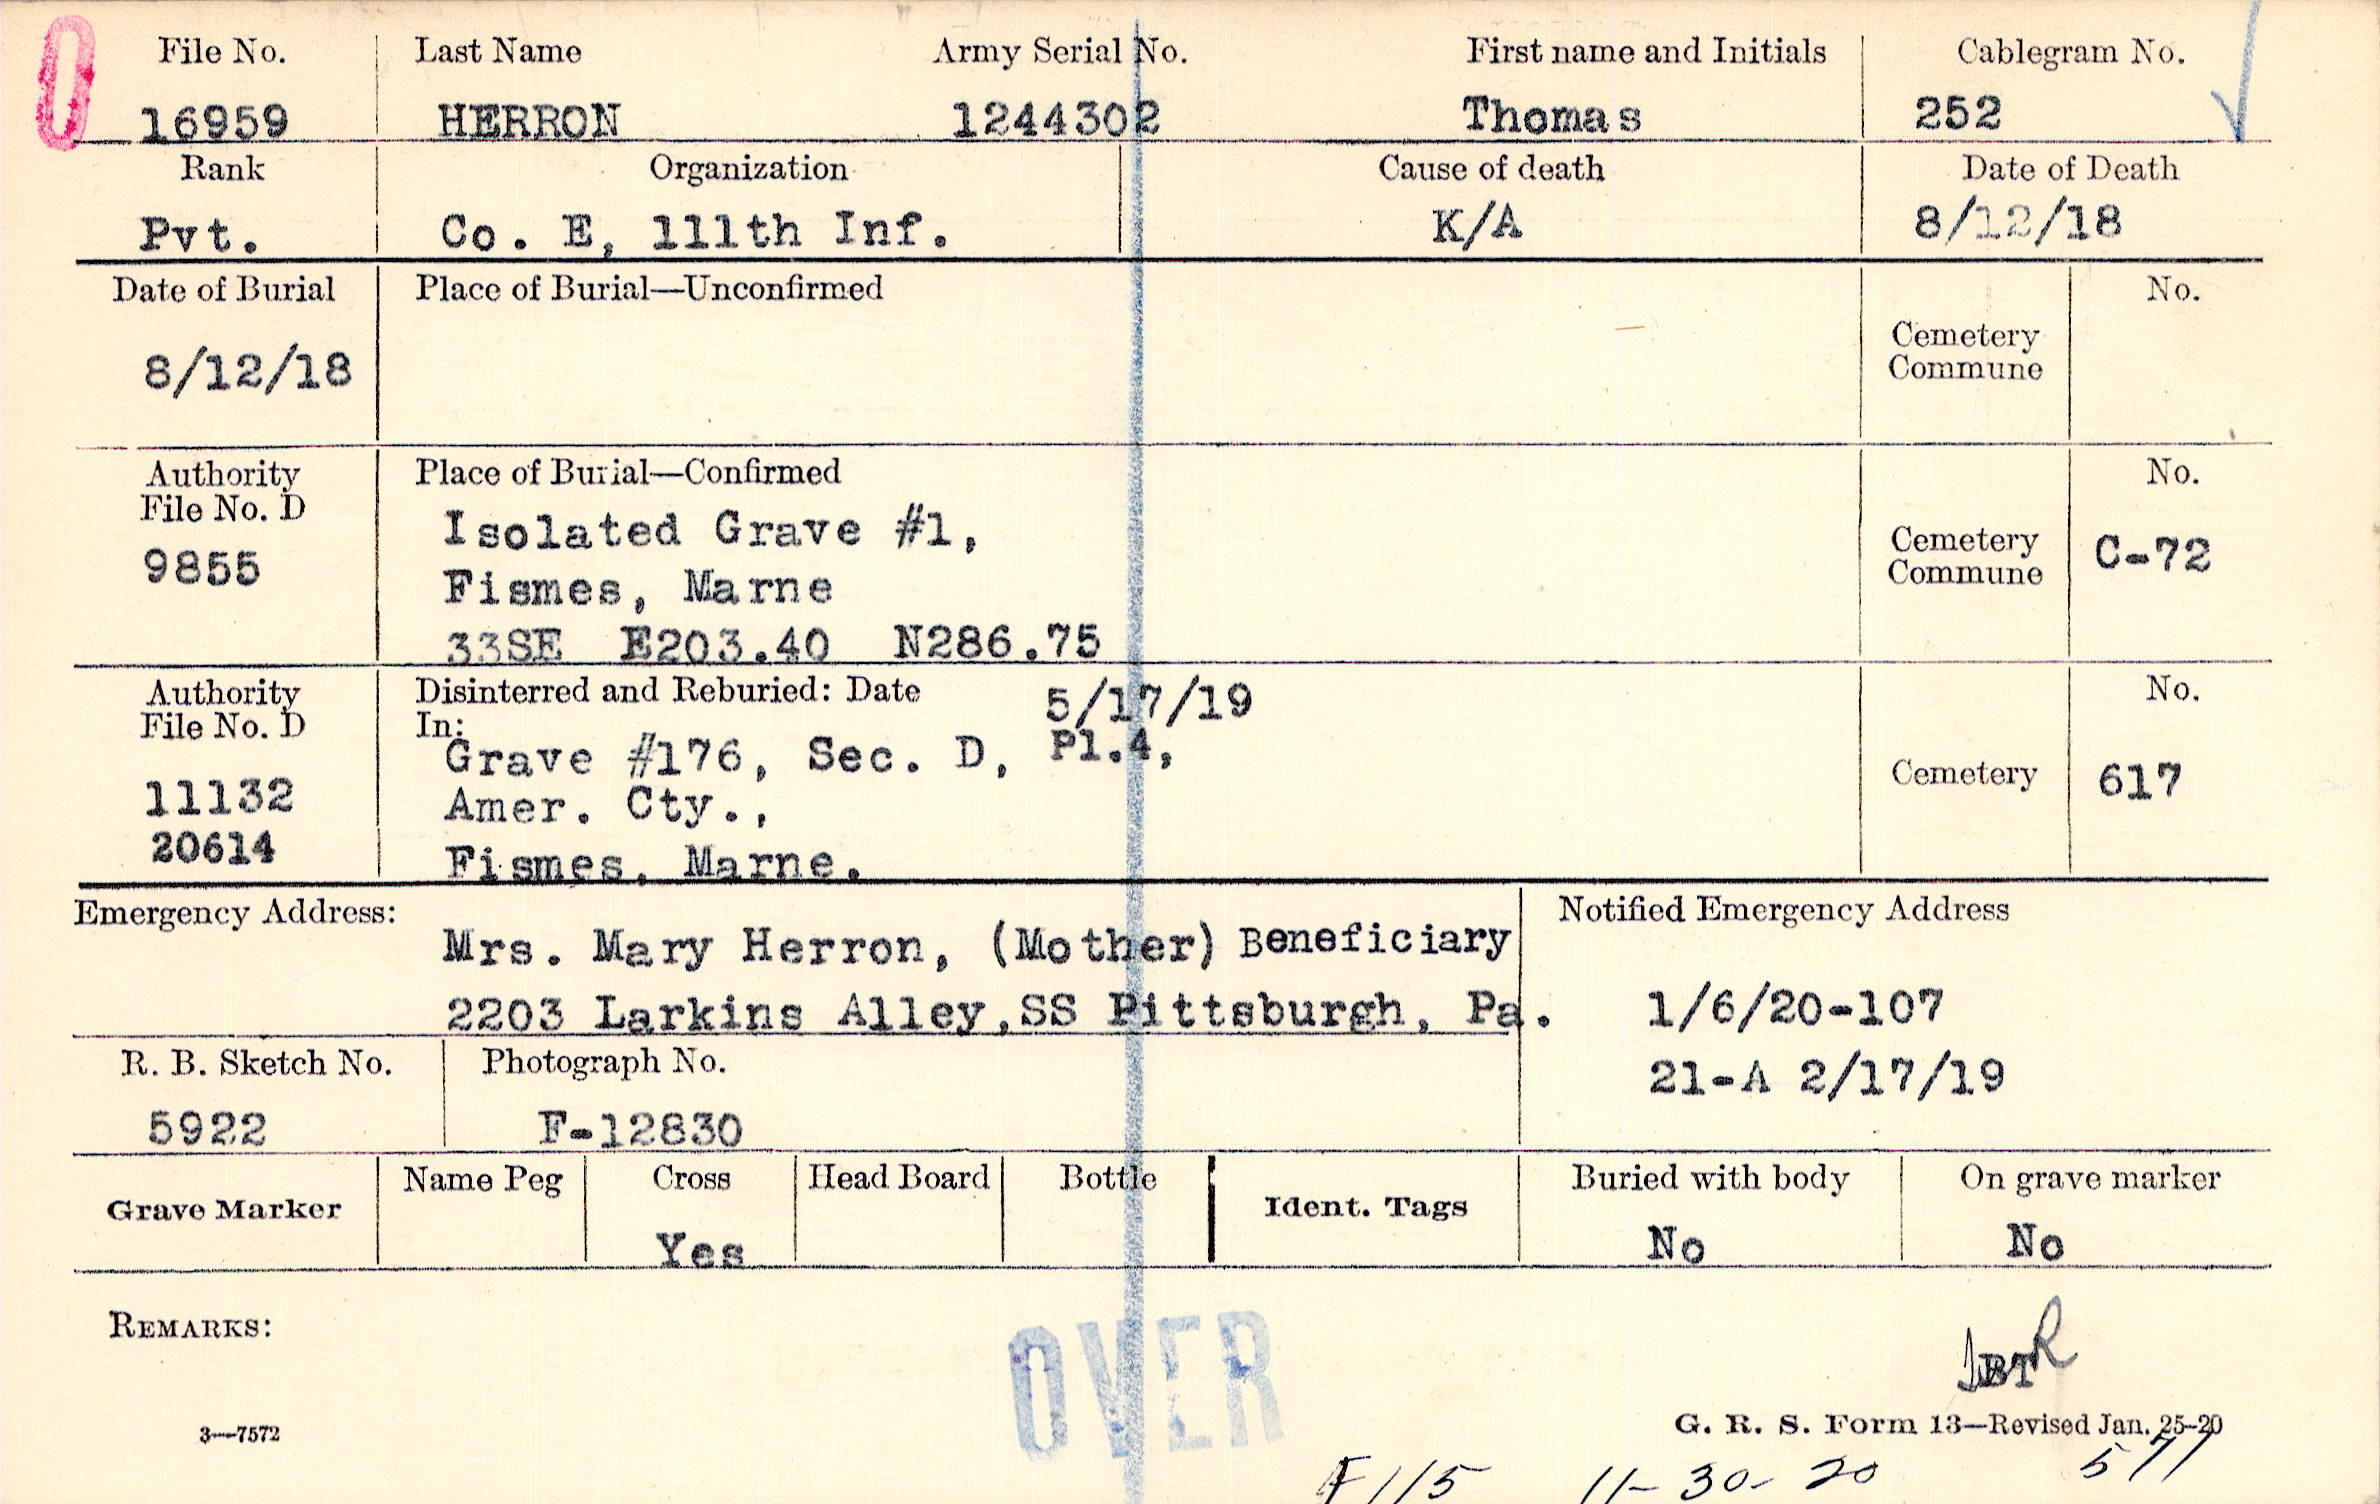 0
File No. Last Name Army Serial No. First name and Initials Cablegram No.
16959 HERRON 1244302 Thomas 252
Rank Organization Cause of death Date of Death
Pvt. Co. E, 111th Inf. K/A 8/12/18
Date of Burial Place of Burial—Unconfirmed No.
Cemetery
Commune
8/12/18
Authority Place of Burial—Confirmed No.
File No. D
9855
Isolated Grave #1,
Fismes, Marne
33SE E203.40 N286.75
Cemetery
Commune
C-72
Authority Disinterred and Reburied: Date 5/17/19 No.
File No. D In:
Grave #176, Sec. D, Pl.4,
11132 Amer. Cty., Cemetery 617
20614 Fismes, Marne.
Emergency Address: Notified Emergency Address
Mrs. Mary Herron, (Mother) Beneficiary
2203 Larkins Alley,SS Pittsburgh, Pa. 1/6/20-107
21-A 2/17/19
R. B. Sketch No. Photograph No.
5922 F-12830
Grave Marker Name Peg Cross Head Board Bottle Ident. Tags Buried with body On grave marker
Yes No No
REMARKS:
OVER
3—7572 G. R. S. Form 13—Revised Jan. 25-20
F115 11-30-20 577